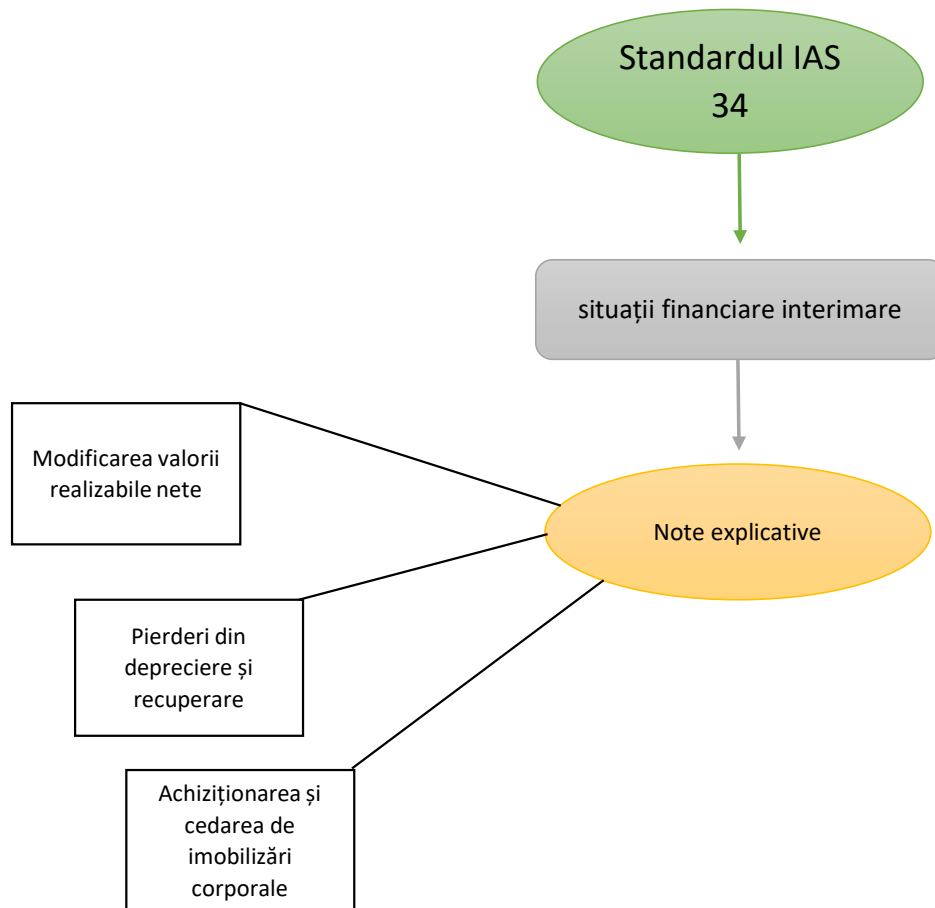 Standardul IAS
34
situații financiare interimare
Modificarea valorii
realizabile nete
Note explicative
Pierderi din
depreciere și
recuperare
Achiziționarea și
cedarea de
imobilizări
corporale